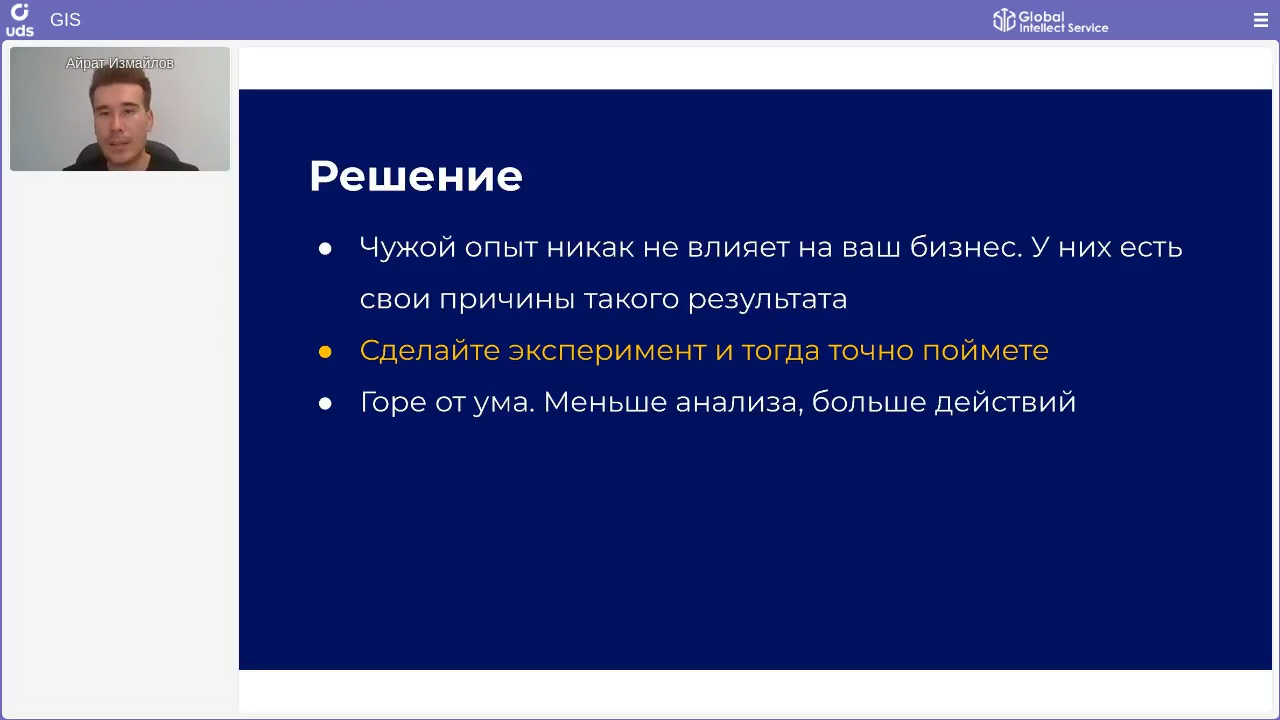 uds
GIS
Global
Intellect Service
Айрат Измайлов
Решение
● Чужой опыт никак не влияет на ваш бизнес. У них есть
свои причины такого результата
● Сделайте эксперимент и тогда точно поймете
● Горе от ума. Меньше анализа, больше действий